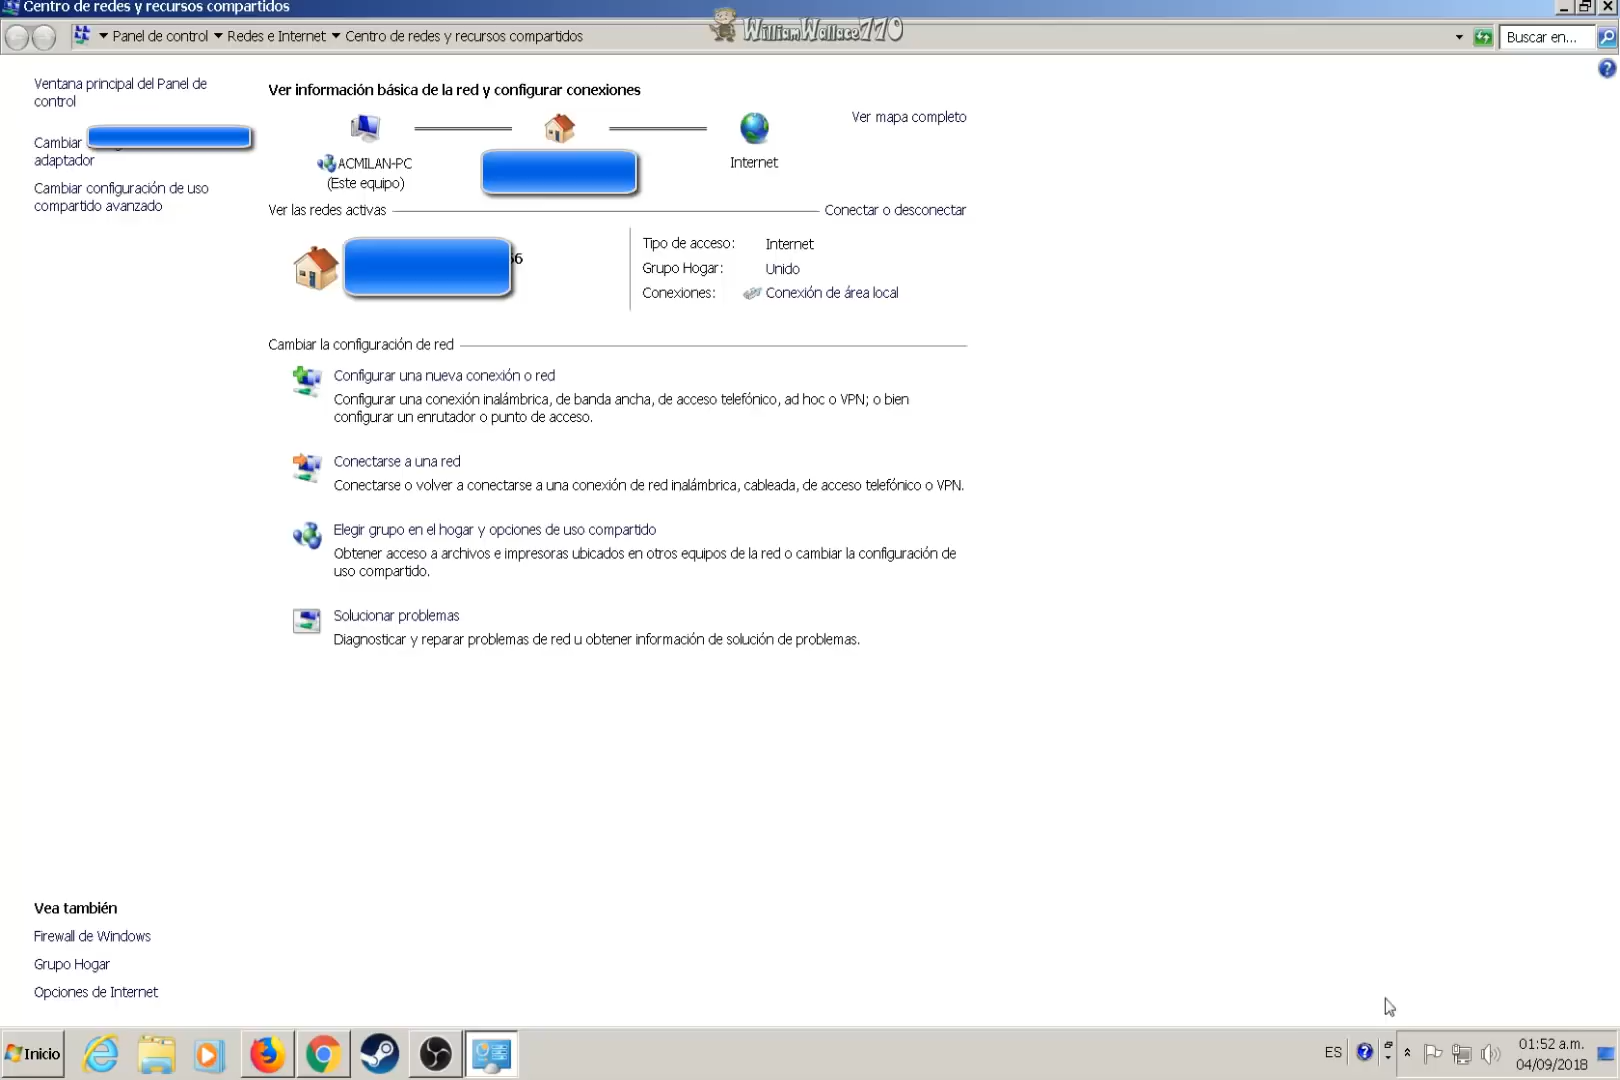 Centro de redes y recursos compartidos
WilliamWallace770
Panel de control Redes e Internet Centro de redes y recursos compartidos
Buscar en...
Ventana principal del Panel de
control
Cambiar
adaptador
Cambiar configuración de uso
compartido avanzado
Ver información básica de la red y configurar conexiones
Ver mapa completo
ACMILAN-PC
(Este equipo)
Internet
Ver las redes activas
Conectar o desconectar
66
Tipo de acceso: Internet
Grupo Hogar: Unido
Conexiones: Conexión de área local
Cambiar la configuración de red
Configurar una nueva conexión o red
Configurar una conexión inalámbrica, de banda ancha, de acceso telefónico, ad hoc o VPN; o bien
configurar un enrutador o punto de acceso.
Conectarse a una red
Conectarse o volver a conectarse a una conexión de red inalámbrica, cableada, de acceso telefónico o VPN.
Elegir grupo en el hogar y opciones de uso compartido
Obtener acceso a archivos e impresoras ubicados en otros equipos de la red o cambiar la configuración de
uso compartido.
Solucionar problemas
Diagnosticar y reparar problemas de red u obtener información de solución de problemas.
Vea también
Firewall de Windows
Grupo Hogar
Opciones de Internet
Inicio
ES
01:52 a.m.
04/09/2018